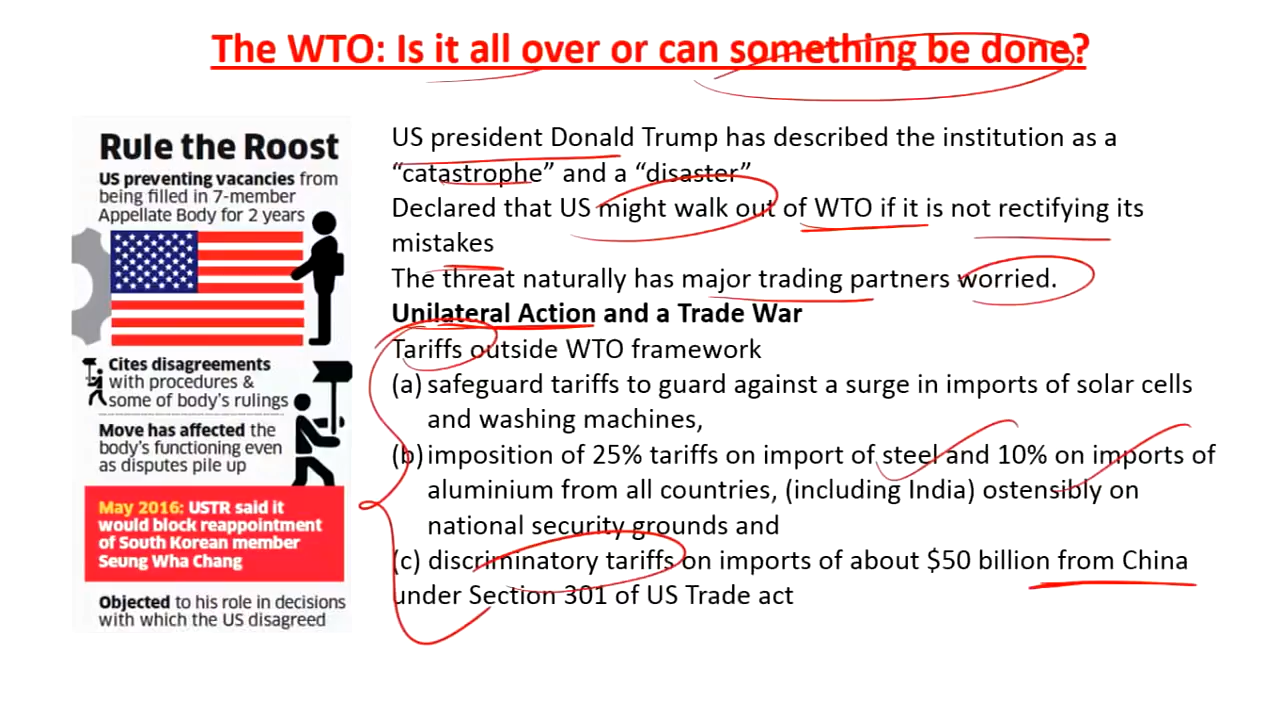 The WTO: Is it all over or can something be done?
Rule the Roost
US preventing vacancies from
being filled in 7-member
Appellate Body for 2 years
Cites disagreements
with procedures &
some of body's rulings
Move has affected the
body's functioning even
as disputes pile up
May 2016: USTR said it
would block reappointment
of South Korean member
Seung Wha Chang
Objected to his role in decisions
with which the US disagreed
US president Donald Trump has described the institution as a
“catastrophe” and a “disaster”
Declared that US might walk out of WTO if it is not rectifying its
mistakes
The threat naturally has major trading partners worried.
Unilateral Action and a Trade War
Tariffs outside WTO framework
(a) safeguard tariffs to guard against a surge in imports of solar cells
and washing machines,
(b) imposition of 25% tariffs on import of steel and 10% on imports of
aluminium from all countries, (including India) ostensibly on
national security grounds and
(c) discriminatory tariffs on imports of about $50 billion from China
under Section 301 of US Trade act